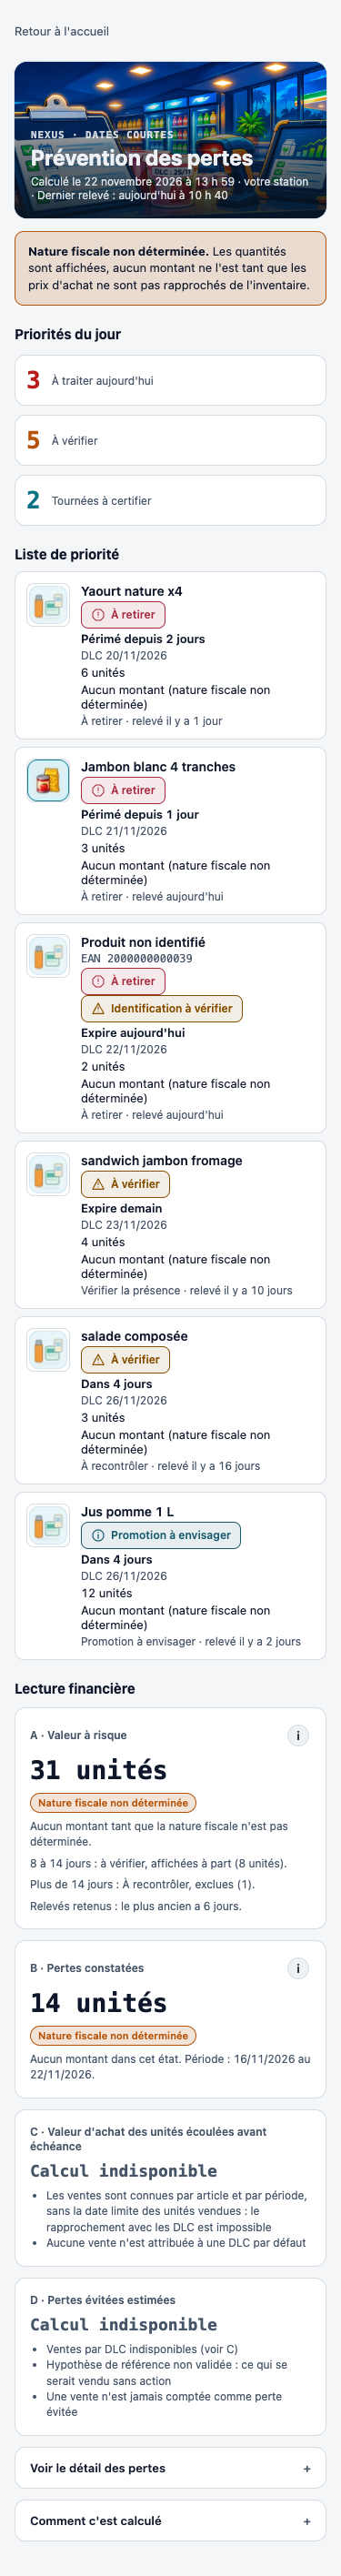 Retour à l'accueil
NEXUS · DATES COURTES
Prévention des pertes
Calculé le 22 novembre 2026 à 13 h 59 · votre station
· Dernier relevé : aujourd'hui à 10 h 40
Nature fiscale non déterminée. Les quantités
sont affichées, aucun montant ne l'est tant que les
prix d'achat ne sont pas rapprochés de l'inventaire.
Priorités du jour
3 À traiter aujourd'hui
5 À vérifier
2 Tournées à certifier
Liste de priorité
Yaourt nature x4
À retirer
Périmé depuis 2 jours
DLC 20/11/2026
6 unités
Aucun montant (nature fiscale non
déterminée)
À retirer · relevé il y a 1 jour
Jambon blanc 4 tranches
À retirer
Périmé depuis 1 jour
DLC 21/11/2026
3 unités
Aucun montant (nature fiscale non
déterminée)
À retirer · relevé aujourd'hui
Produit non identifié
EAN 2000000000039
À retirer
Identification à vérifier
Expire aujourd'hui
DLC 22/11/2026
2 unités
Aucun montant (nature fiscale non
déterminée)
À retirer · relevé aujourd'hui
sandwich jambon fromage
À vérifier
Expire demain
DLC 23/11/2026
4 unités
Aucun montant (nature fiscale non
déterminée)
Vérifier la présence · relevé il y a 10 jours
salade composée
À vérifier
Dans 4 jours
DLC 26/11/2026
3 unités
Aucun montant (nature fiscale non
déterminée)
À recontrôler · relevé il y a 16 jours
Jus pomme 1 L
Promotion à envisager
Dans 4 jours
DLC 26/11/2026
12 unités
Aucun montant (nature fiscale non
déterminée)
Promotion à envisager · relevé il y a 2 jours
Lecture financière
A · Valeur à risque
i
31 unités
Nature fiscale non déterminée
Aucun montant tant que la nature fiscale n'est pas
déterminée.
8 à 14 jours : à vérifier, affichées à part (8 unités).
Plus de 14 jours : À recontrôler, exclues (1).
Relevés retenus : le plus ancien a 6 jours.
B · Pertes constatées
i
14 unités
Nature fiscale non déterminée
Aucun montant dans cet état. Période : 16/11/2026 au
22/11/2026.
C · Valeur d'achat des unités écoulées avant
échéance
Calcul indisponible
• Les ventes sont connues par article et par période,
sans la date limite des unités vendues : le
rapprochement avec les DLC est impossible
• Aucune vente n'est attribuée à une DLC par défaut
D · Pertes évitées estimées
Calcul indisponible
• Ventes par DLC indisponibles (voir C)
• Hypothèse de référence non validée : ce qui se
serait vendu sans action
• Une vente n'est jamais comptée comme perte
évitée
Voir le détail des pertes +
Comment c'est calculé +